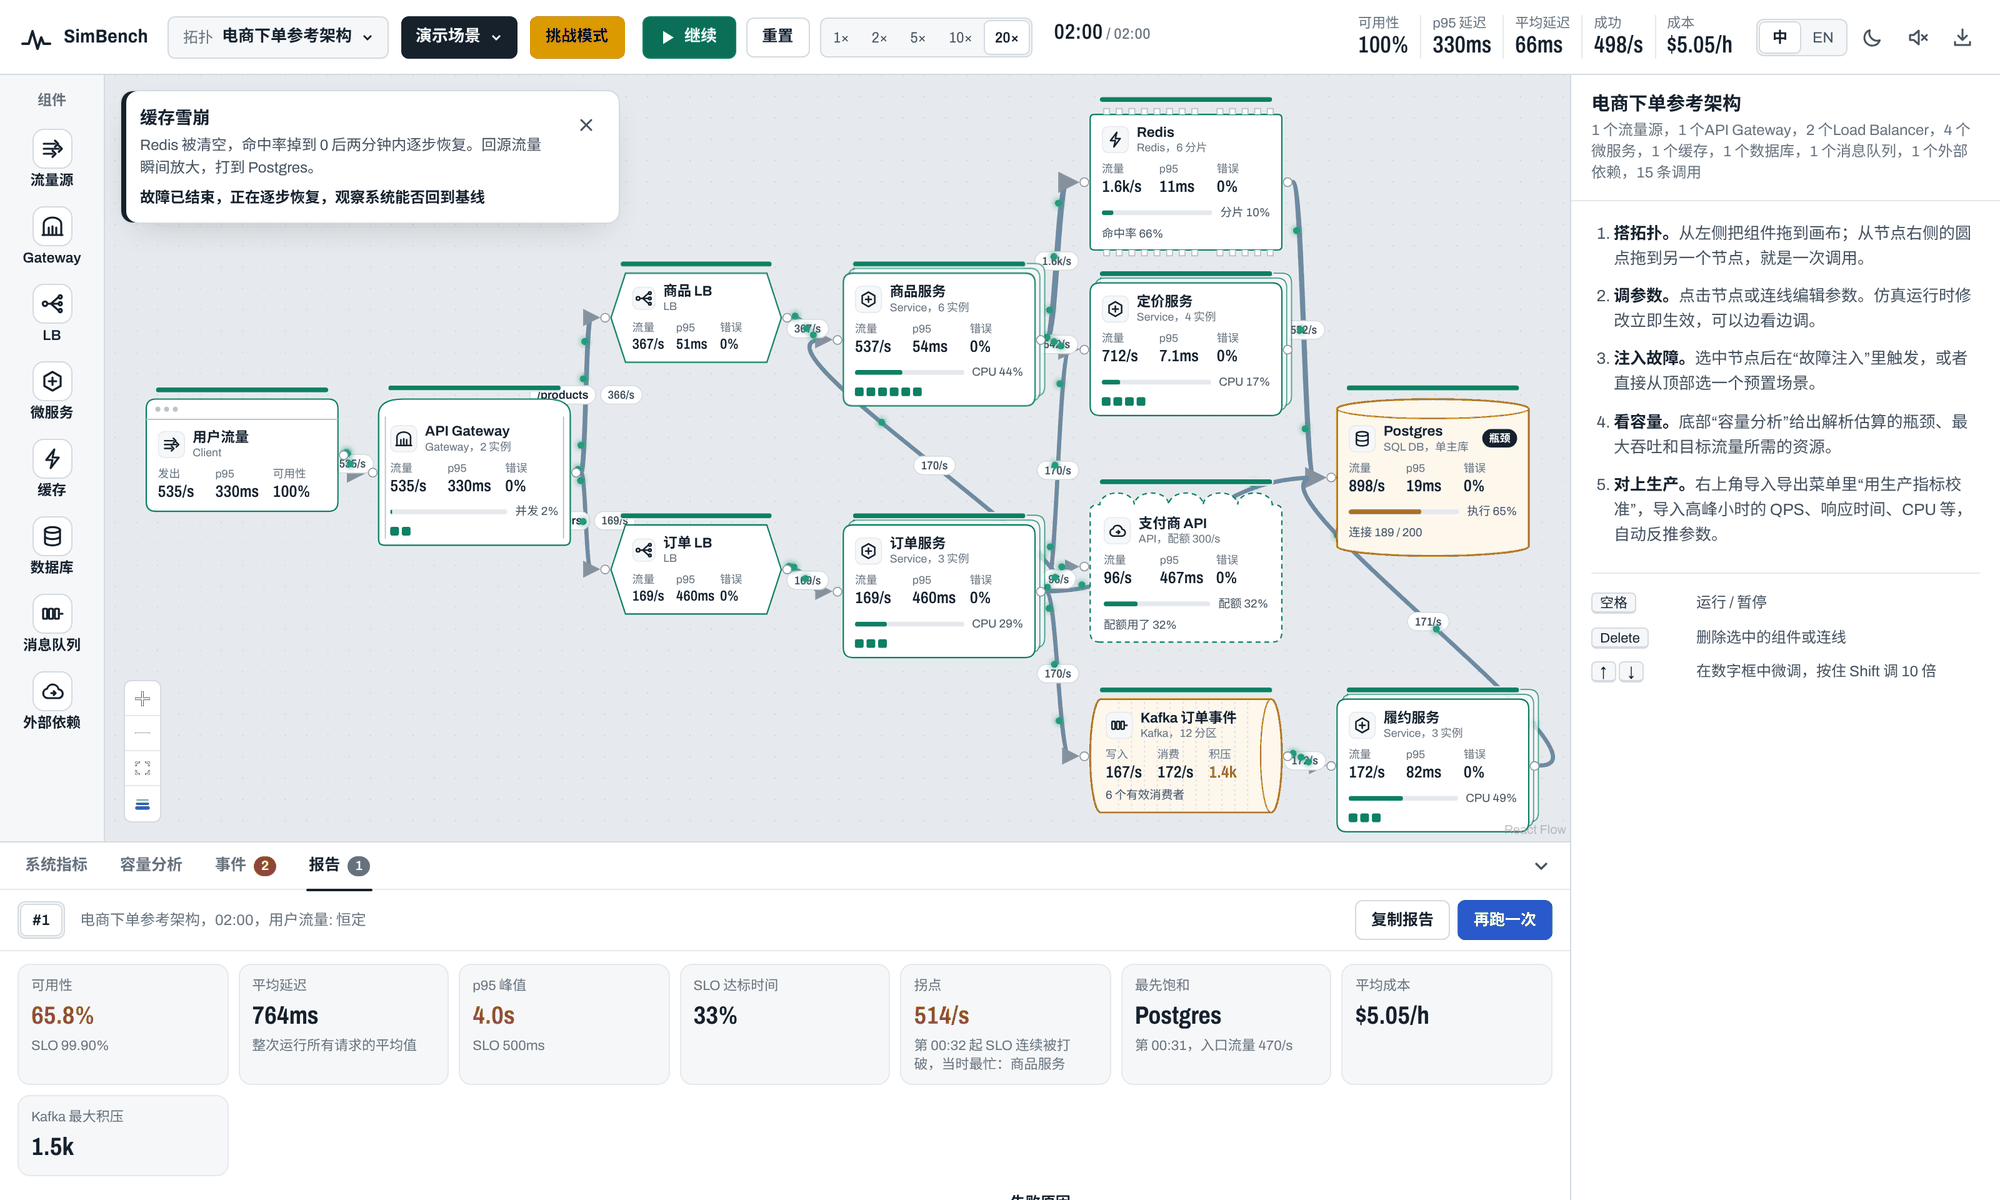 SimBench
拓扑 电商下单参考架构
演示场景
挑战模式
继续
重置
1×
2×
5×
10×
20×
02:00 / 02:00
可用性
100%
p95 延迟
330ms
平均延迟
66ms
成功
498/s
成本
$5.05/h
中
EN
组件
流量源
Gateway
LB
微服务
缓存
数据库
消息队列
外部依赖
缓存雪崩
Redis 被清空，命中率掉到 0 后两分钟内逐步恢复。回源流量
瞬间放大，打到 Postgres。
故障已结束，正在逐步恢复，观察系统能否回到基线
用户流量
Client
发出 p95 可用性
535/s 330ms 100%
535/s
API Gateway
Gateway，2 实例
流量 p95 错误
535/s 330ms 0%
并发 2%
/products
366/s
169/s
商品 LB
LB
流量 p95 错误
367/s 51ms 0%
367/s
订单 LB
LB
流量 p95 错误
169/s 460ms 0%
169/s
商品服务
Service，6 实例
流量 p95 错误
537/s 54ms 0%
CPU 44%
170/s
订单服务
Service，3 实例
流量 p95 错误
169/s 460ms 0%
CPU 29%
1.6k/s
170/s
96/s
170/s
Redis
Redis，6 分片
流量 p95 错误
1.6k/s 11ms 0%
分片 10%
命中率 66%
定价服务
Service，4 实例
流量 p95 错误
712/s 7.1ms 0%
CPU 17%
支付商 API
API，配额 300/s
流量 p95 错误
96/s 467ms 0%
配额 32%
配额用了 32%
Kafka 订单事件
Kafka，12 分区
写入 消费 积压
167/s 172/s 1.4k
6 个有效消费者
172/s
Postgres
SQL DB，单主库
瓶颈
流量 p95 错误
898/s 19ms 0%
执行 65%
连接 189 / 200
171/s
履约服务
Service，3 实例
流量 p95 错误
172/s 82ms 0%
CPU 49%
React Flow
电商下单参考架构
1 个流量源，1 个API Gateway，2 个Load Balancer，4 个
微服务，1 个缓存，1 个数据库，1 个消息队列，1 个外部
依赖，15 条调用
1. 搭拓扑。从左侧把组件拖到画布；从节点右侧的圆
点拖到另一个节点，就是一次调用。
2. 调参数。点击节点或连线编辑参数。仿真运行时修
改立即生效，可以边看边调。
3. 注入故障。选中节点后在“故障注入”里触发，或者
直接从顶部选一个预置场景。
4. 看容量。底部“容量分析”给出解析估算的瓶颈、最
大吞吐和目标流量所需的资源。
5. 对上生产。右上角导入导出菜单里“用生产指标校
准”，导入高峰小时的 QPS、响应时间、CPU 等，
自动反推参数。
空格 运行 / 暂停
Delete 删除选中的组件或连线
↑ ↓ 在数字框中微调，按住 Shift 调 10 倍
系统指标
容量分析
事件 2
报告 1
#1
电商下单参考架构，02:00，用户流量: 恒定
复制报告
再跑一次
可用性
65.8%
SLO 99.90%
平均延迟
764ms
整次运行所有请求的平均值
p95 峰值
4.0s
SLO 500ms
SLO 达标时间
33%
拐点
514/s
第 00:32 起 SLO 连续被打
破，当时最忙：商品服务
最先饱和
Postgres
第 00:31，入口流量 470/s
平均成本
$5.05/h
Kafka 最大积压
1.5k